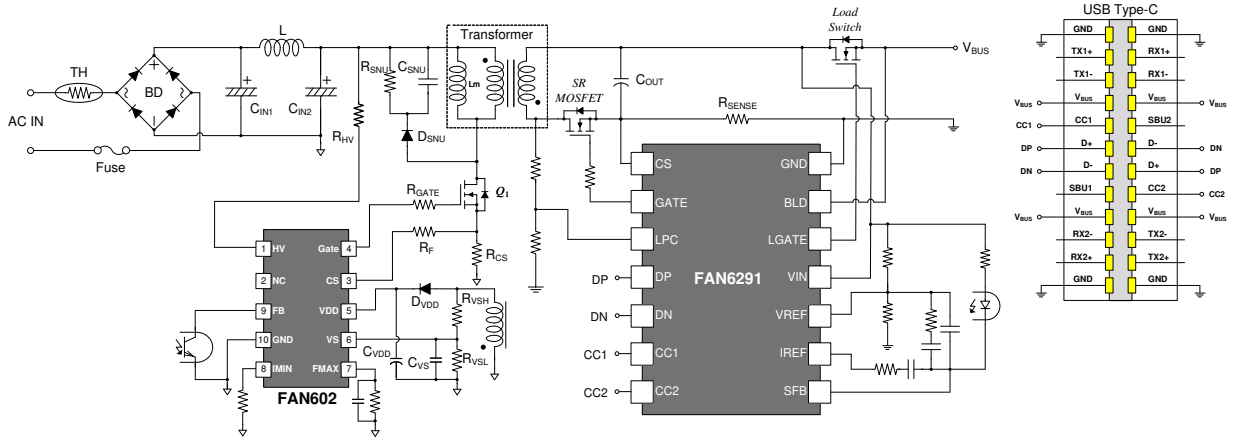 AC IN
TH
Fuse
BD
+
+
+
C_IN1
L
C_IN2
R_HV
R_SNU
C_SNU
D_SNU
Transformer
Lm
Q1
R_GATE
R_F
R_CS
SR
MOSFET
C_OUT
R_SENSE
Load
Switch
V_BUS
1 HV
2 NC
9 FB
10 GND
8 IMIN
Gate 4
CS 3
VDD 5
VS 6
FMAX 7
FAN602
D_VDD
R_VSH
C_VDD
C_VS
R_VSL
DP
DN
CC1
CC2
CS
GATE
LPC
DP
DN
CC1
CC2
FAN6291
GND
BLD
LGATE
VIN
VREF
IREF
SFB
USB Type-C
GND GND
TX1+ RX1+
TX1- RX1-
V_BUS V_BUS V_BUS V_BUS
CC1 CC1 SBU2
DP D+ D- DN
DN D- D+ DP
SBU1 CC2 CC2
V_BUS V_BUS V_BUS V_BUS
RX2- TX2-
RX2+ TX2+
GND GND